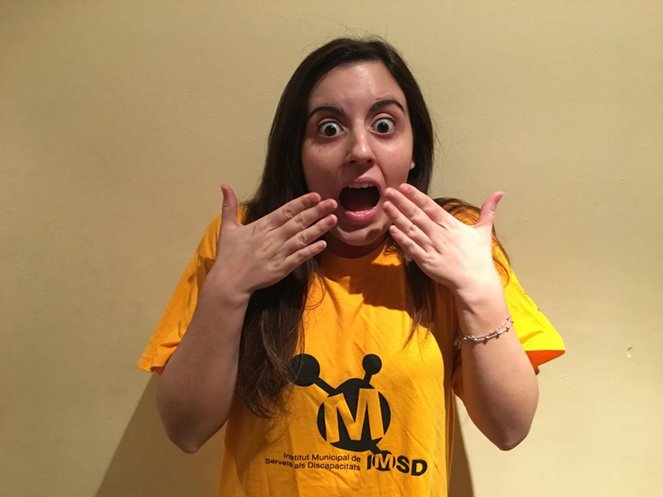 M
Institut Municipal de
Serveis als Discapacitats IMSD